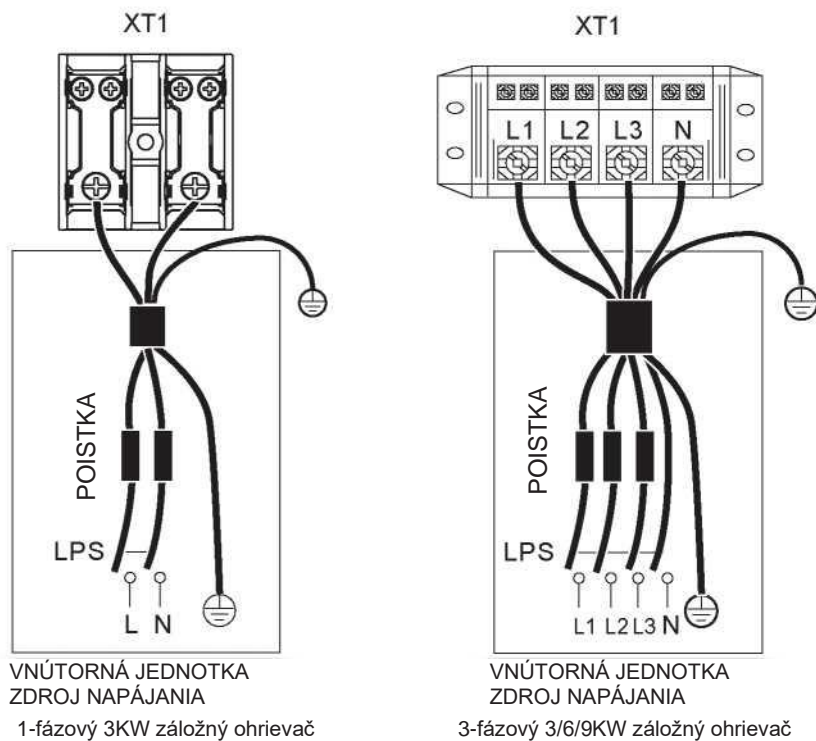 XT1
POISTKA
LPS
L N
VNÚTORNÁ JEDNOTKA
ZDROJ NAPÁJANIA
1-fázový 3KW záložný ohrievač
XT1
L1 L2 L3 N
POISTKA
LPS
L1 L2 L3 N
VNÚTORNÁ JEDNOTKA
ZDROJ NAPÁJANIA
3-fázový 3/6/9KW záložný ohrievač